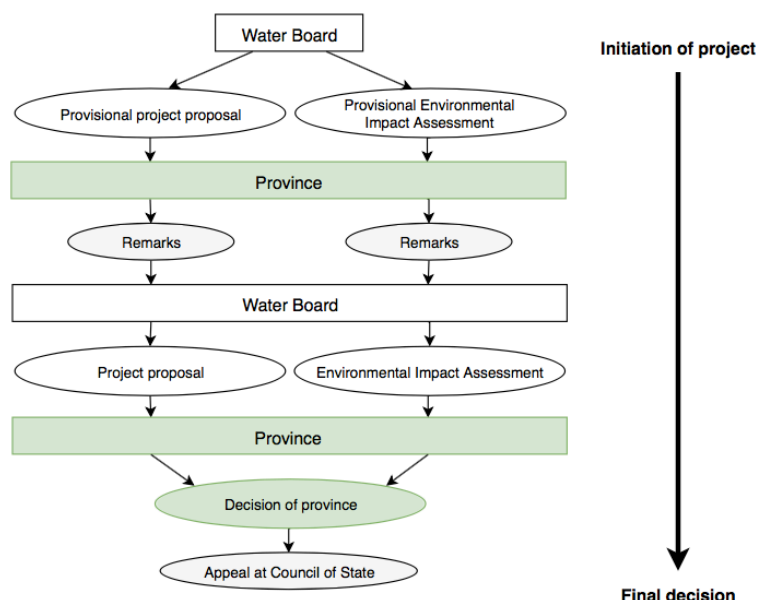 Water Board
Initiation of project
Provisional project proposal
Provisional Environmental
Impact Assessment
Province
Remarks
Remarks
Water Board
Project proposal
Environmental Impact Assessment
Province
Decision of province
Appeal at Council of State
Final decision